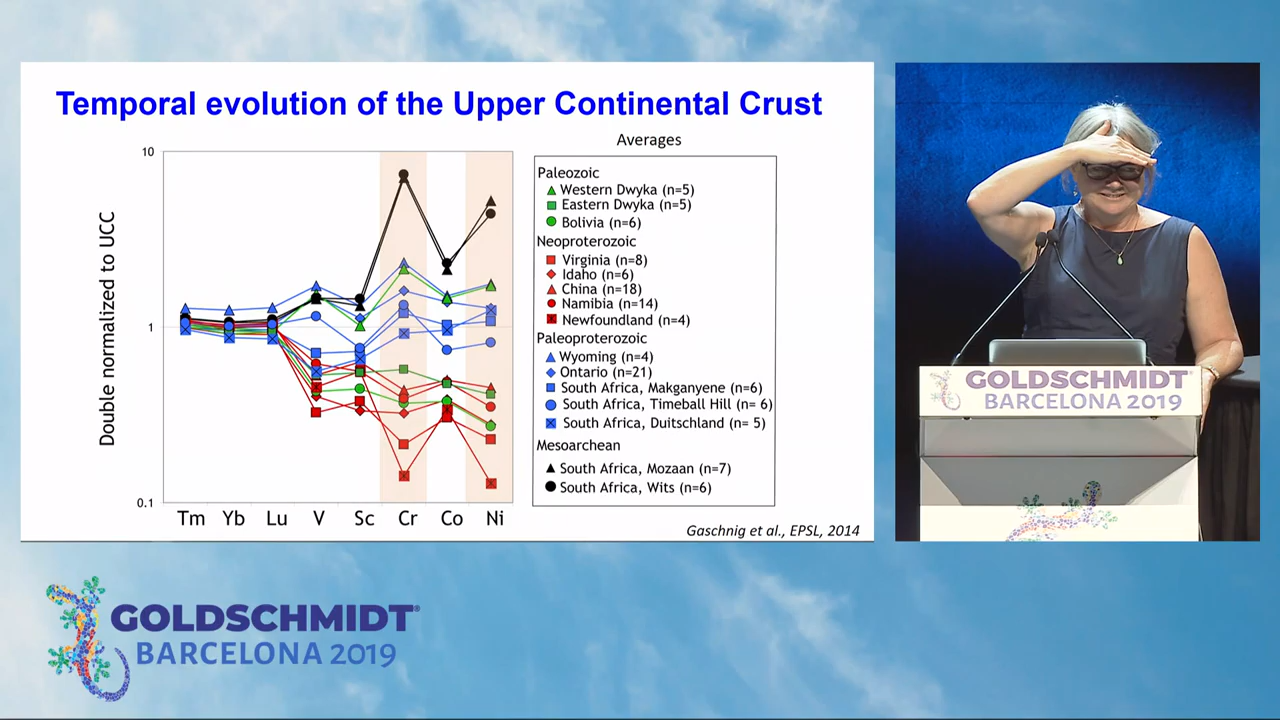 Temporal evolution of the Upper Continental Crust
Averages
10
1
0.1
Double normalized to UCC
Tm Yb Lu V Sc Cr Co Ni
Paleozoic
Western Dwyka (n=5)
Eastern Dwyka (n=5)
Bolivia (n=6)
Neoproterozoic
Virginia (n=8)
Idaho (n=6)
China (n=18)
Namibia (n=14)
Newfoundland (n=4)
Paleoproterozoic
Wyoming (n=4)
Ontario (n=21)
South Africa, Makganyene (n=6)
South Africa, Timeball Hill (n= 6)
South Africa, Duitschland (n= 5)
Mesoarchean
South Africa, Mozaan (n=7)
South Africa, Wits (n=6)
Gaschnig et al., EPSL, 2014
GOLDSCHMIDT®
BARCELONA 2019
GOLDSCHMIDT®
BARCELONA 2019